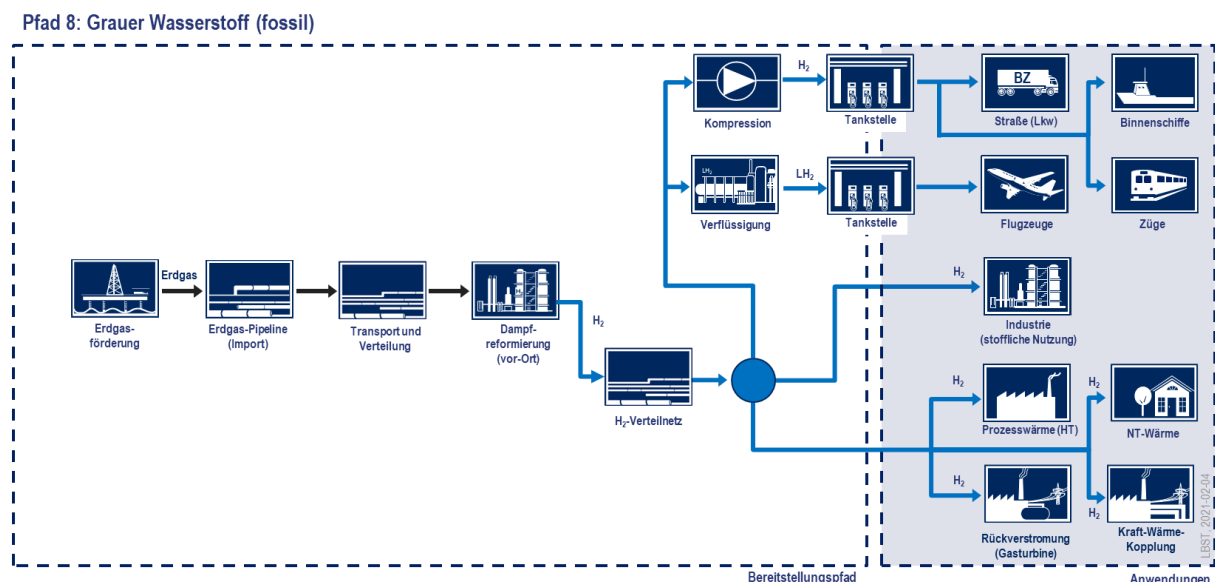 Pfad 8: Grauer Wasserstoff (fossil)
H₂
BZ
Kompression
Tankstelle
Straße (Lkw)
Binnenschiffe
LH₂
LH₂
Verflüssigung
Tankstelle
Flugzeuge
Züge
Erdgas
H₂
Erdgas-
förderung
Erdgas-Pipeline
(Import)
Transport und
Verteilung
Dampf-
reformierung
(vor-Ort)
H₂
Industrie
(stoffliche Nutzung)
H₂-Verteilnetz
H₂
H₂
Prozesswärme (HT)
NT-Wärme
H₂
H₂
Rückverstromung
(Gasturbine)
Kraft-Wärme-
Kopplung
LBST, 2021-02-04
Bereitstellungspfad
Anwendungen